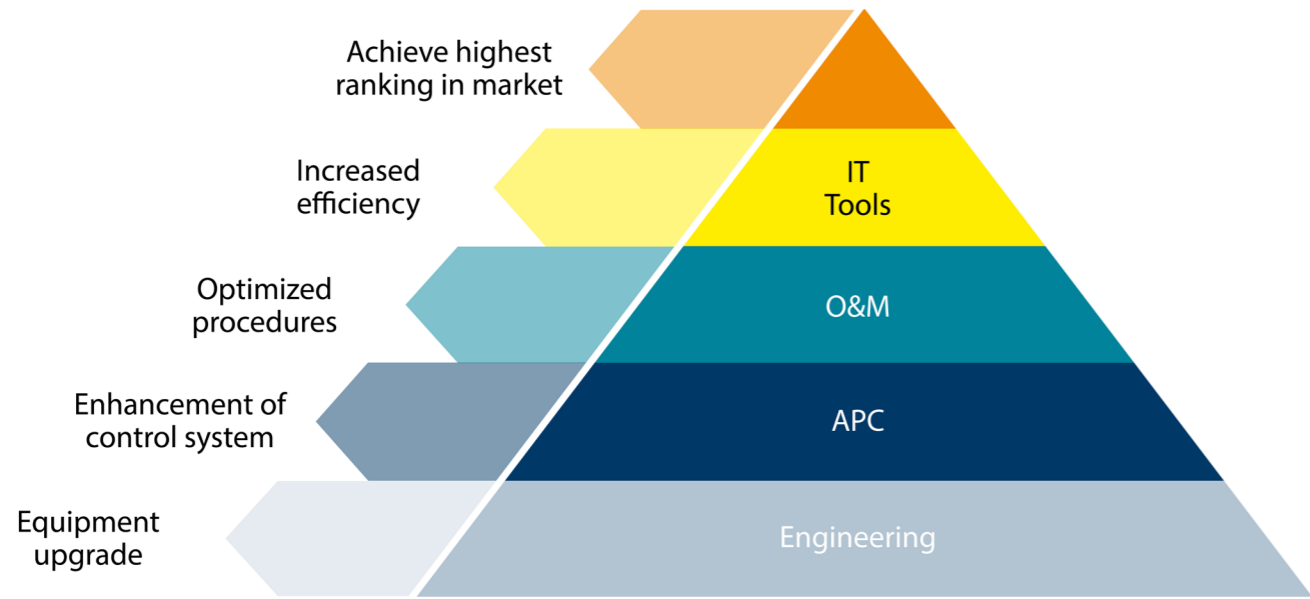 Achieve highest
ranking in market
Increased
efficiency
IT
Tools
Optimized
procedures
O&M
Enhancement of
control system
APC
Equipment
upgrade
Engineering